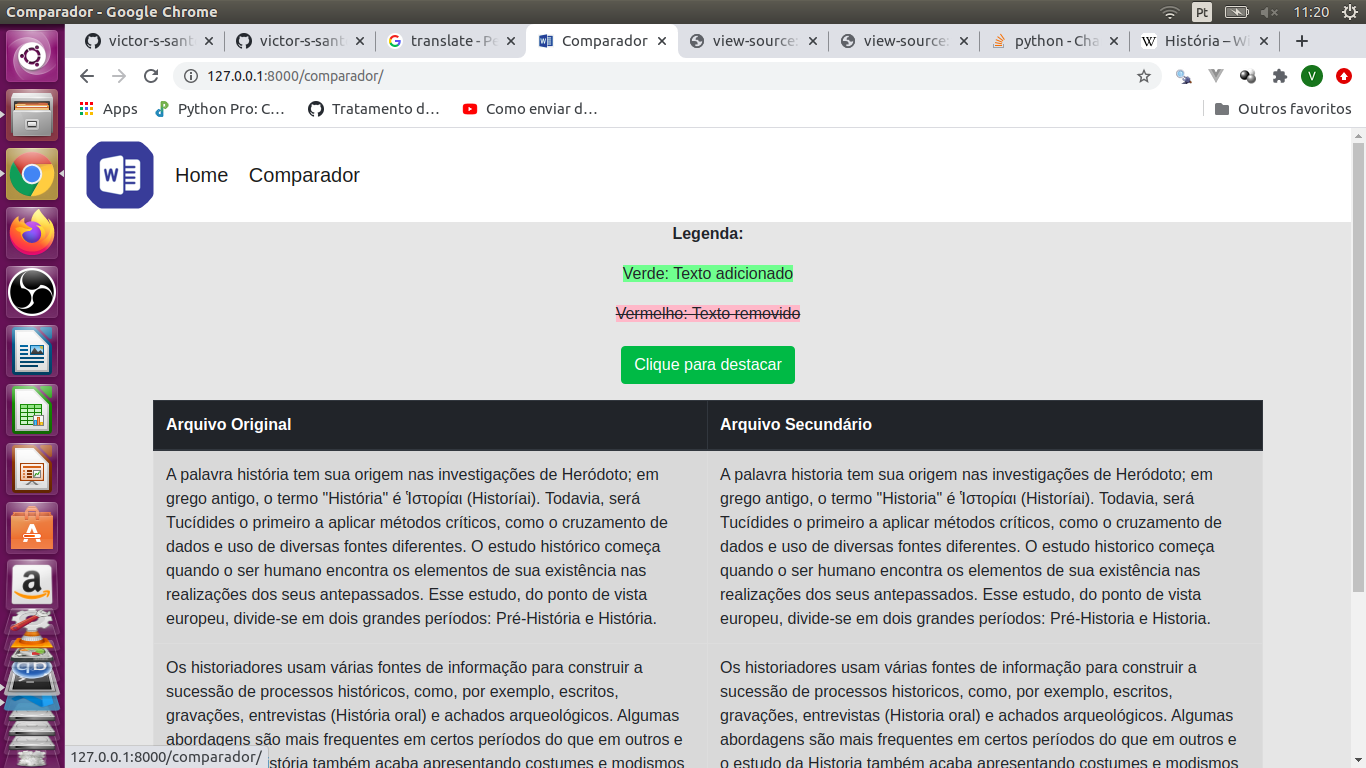 Comparador - Google Chrome
Pt
11:20
victor-s-sant
victor-s-sant
translate - Pe
Comparador
view-source:
view-source:
python - Cha
História – Wi
127.0.0.1:8000/comparador/
V
Apps
Python Pro: C…
Tratamento d…
Como enviar d…
Outros favoritos
W
Home
Comparador
Legenda:
Verde: Texto adicionado
Vermelho: Texto removido
Clique para destacar
Arquivo Original
Arquivo Secundário
A palavra história tem sua origem nas investigações de Heródoto; em
grego antigo, o termo "História" é Ἱστορίαι (Historíai). Todavia, será
Tucídides o primeiro a aplicar métodos críticos, como o cruzamento de
dados e uso de diversas fontes diferentes. O estudo histórico começa
quando o ser humano encontra os elementos de sua existência nas
realizações dos seus antepassados. Esse estudo, do ponto de vista
europeu, divide-se em dois grandes períodos: Pré-História e História.
A palavra historia tem sua origem nas investigações de Heródoto; em
grego antigo, o termo "Historia" é Ἱστορίαι (Historíai). Todavia, será
Tucídides o primeiro a aplicar métodos críticos, como o cruzamento de
dados e uso de diversas fontes diferentes. O estudo historico começa
quando o ser humano encontra os elementos de sua existência nas
realizações dos seus antepassados. Esse estudo, do ponto de vista
europeu, divide-se em dois grandes períodos: Pré-Historia e Historia.
Os historiadores usam várias fontes de informação para construir a
sucessão de processos históricos, como, por exemplo, escritos,
gravações, entrevistas (História oral) e achados arqueológicos. Algumas
abordagens são mais frequentes em certos períodos do que em outros e
stória também acaba apresentando costumes e modismos
Os historiadores usam várias fontes de informação para construir a
sucessão de processos historicos, como, por exemplo, escritos,
gravações, entrevistas (Historia oral) e achados arqueológicos. Algumas
abordagens são mais frequentes em certos períodos do que em outros e
o estudo da Historia também acaba apresentando costumes e modismos
127.0.0.1:8000/comparador/